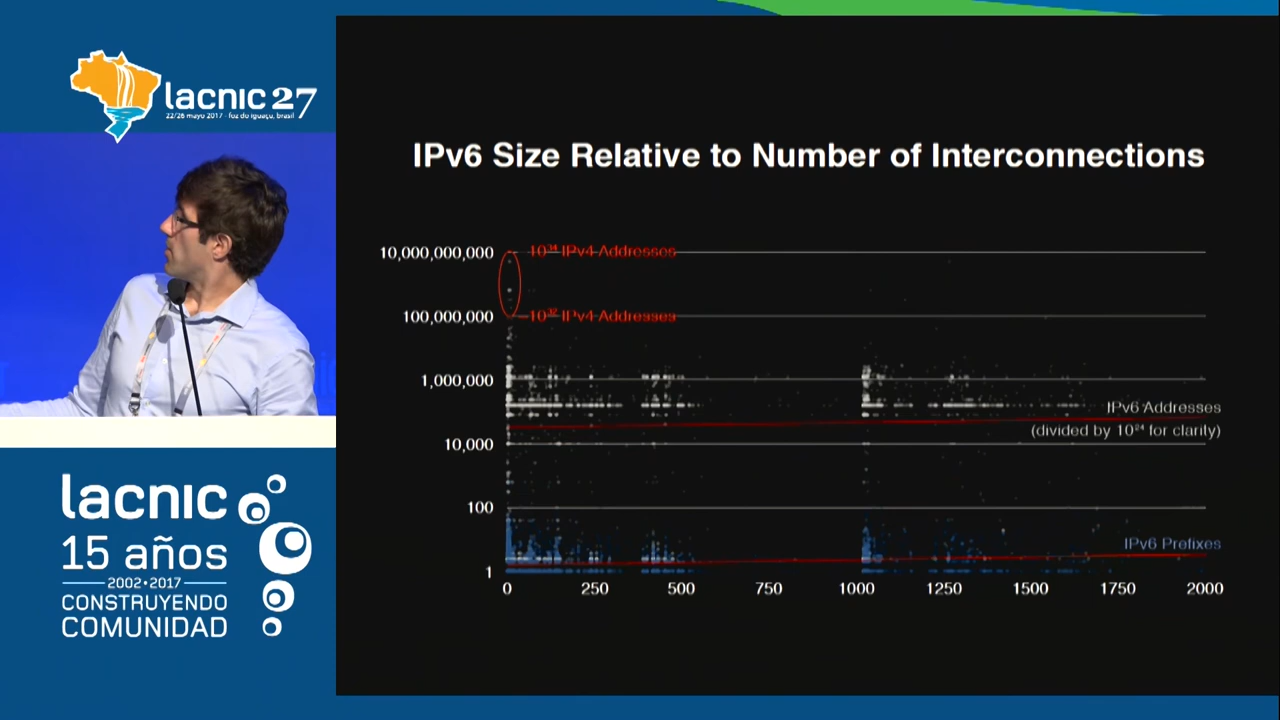 lacnic 27
22/26 mayo 2017 - foz do iguaçu, brasil
IPv6 Size Relative to Number of Interconnections
10,000,000,000
10³⁴ IPv4 Addresses
100,000,000
10³² IPv4 Addresses
1,000,000
IPv6 Addresses
(divided by 10²⁴ for clarity)
10,000
100
IPv6 Prefixes
1
0 250 500 750 1000 1250 1500 1750 2000
lacnic
15 años
2002•2017
CONSTRUYENDO
COMUNIDAD